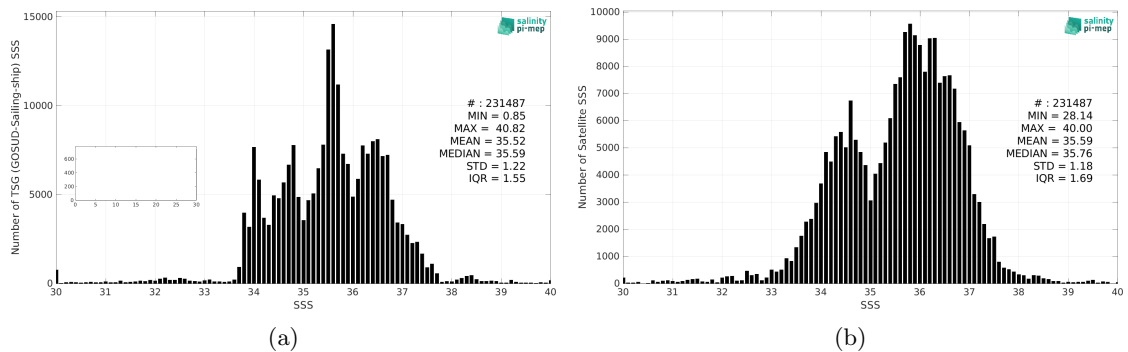 15000
10000
5000
0
Number of TSG (GOSUD-Sailing-ship) SSS
salinity
pi-mep
# : 231487
MIN = 0.85
MAX = 40.82
MEAN = 35.52
MEDIAN = 35.59
STD = 1.22
IQR = 1.55
600
400
200
0
0 5 10 15 20 25 30
30 31 32 33 34 35 36 37 38 39 40
SSS
(a)
10000
9000
8000
7000
6000
5000
4000
3000
2000
1000
0
Number of Satellite SSS
salinity
pi-mep
# : 231487
MIN = 28.14
MAX = 40.00
MEAN = 35.59
MEDIAN = 35.76
STD = 1.18
IQR = 1.69
30 31 32 33 34 35 36 37 38 39 40
SSS
(b)